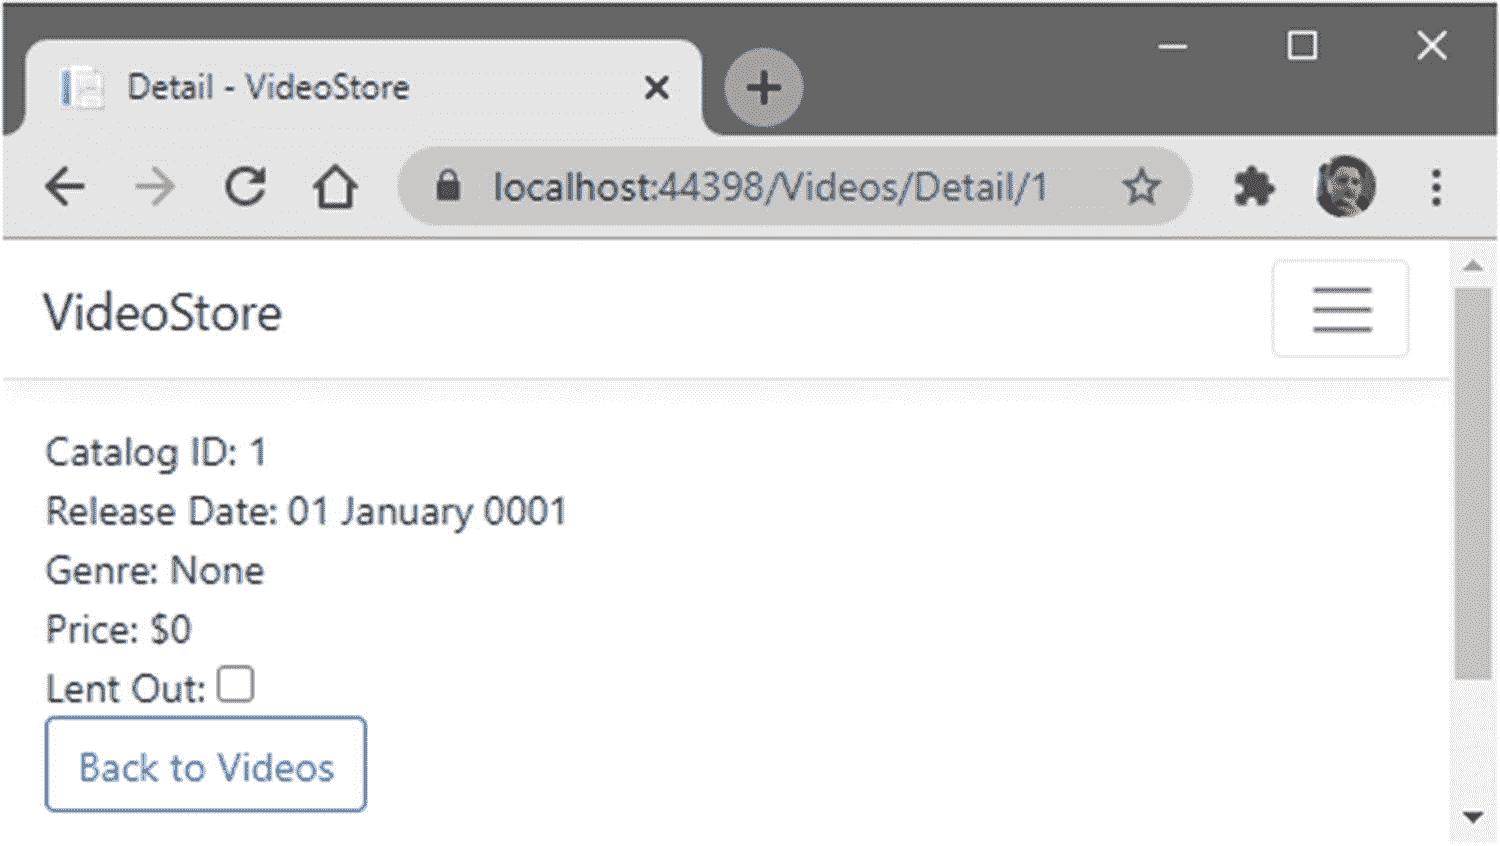 Detail - VideoStore
localhost:44398/Videos/Detail/1
VideoStore
Catalog ID: 1
Release Date: 01 January 0001
Genre: None
Price: $0
Lent Out:
Back to Videos